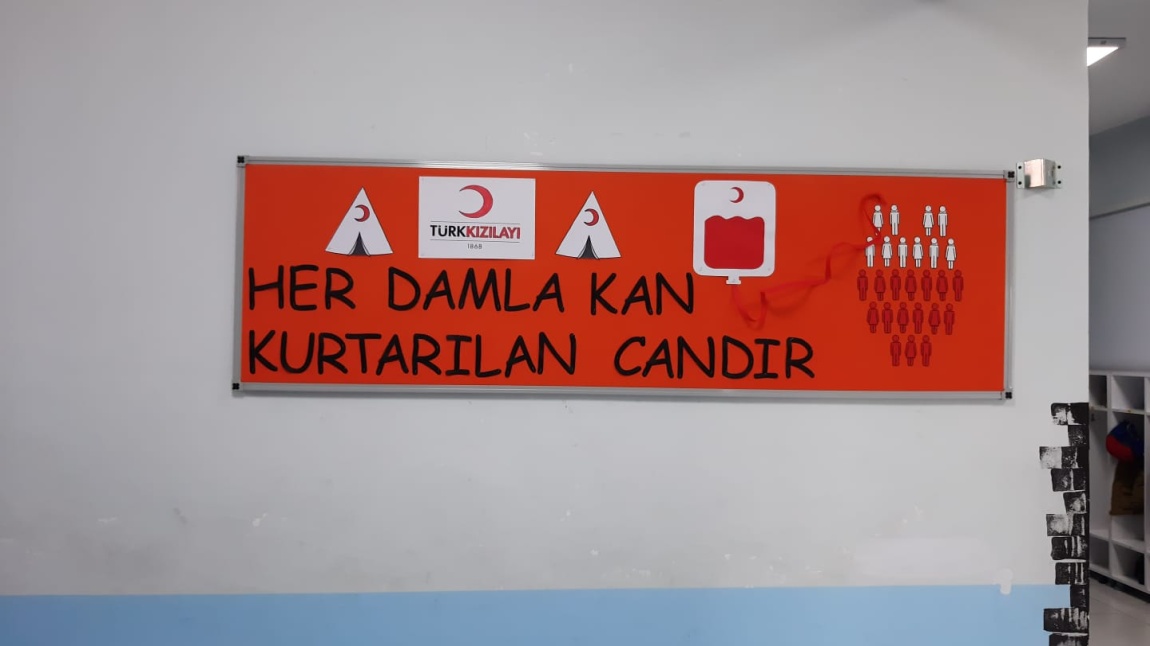 TÜRKKIZILAYI
1868
HER DAMLA KAN
KURTARILAN CANDIR